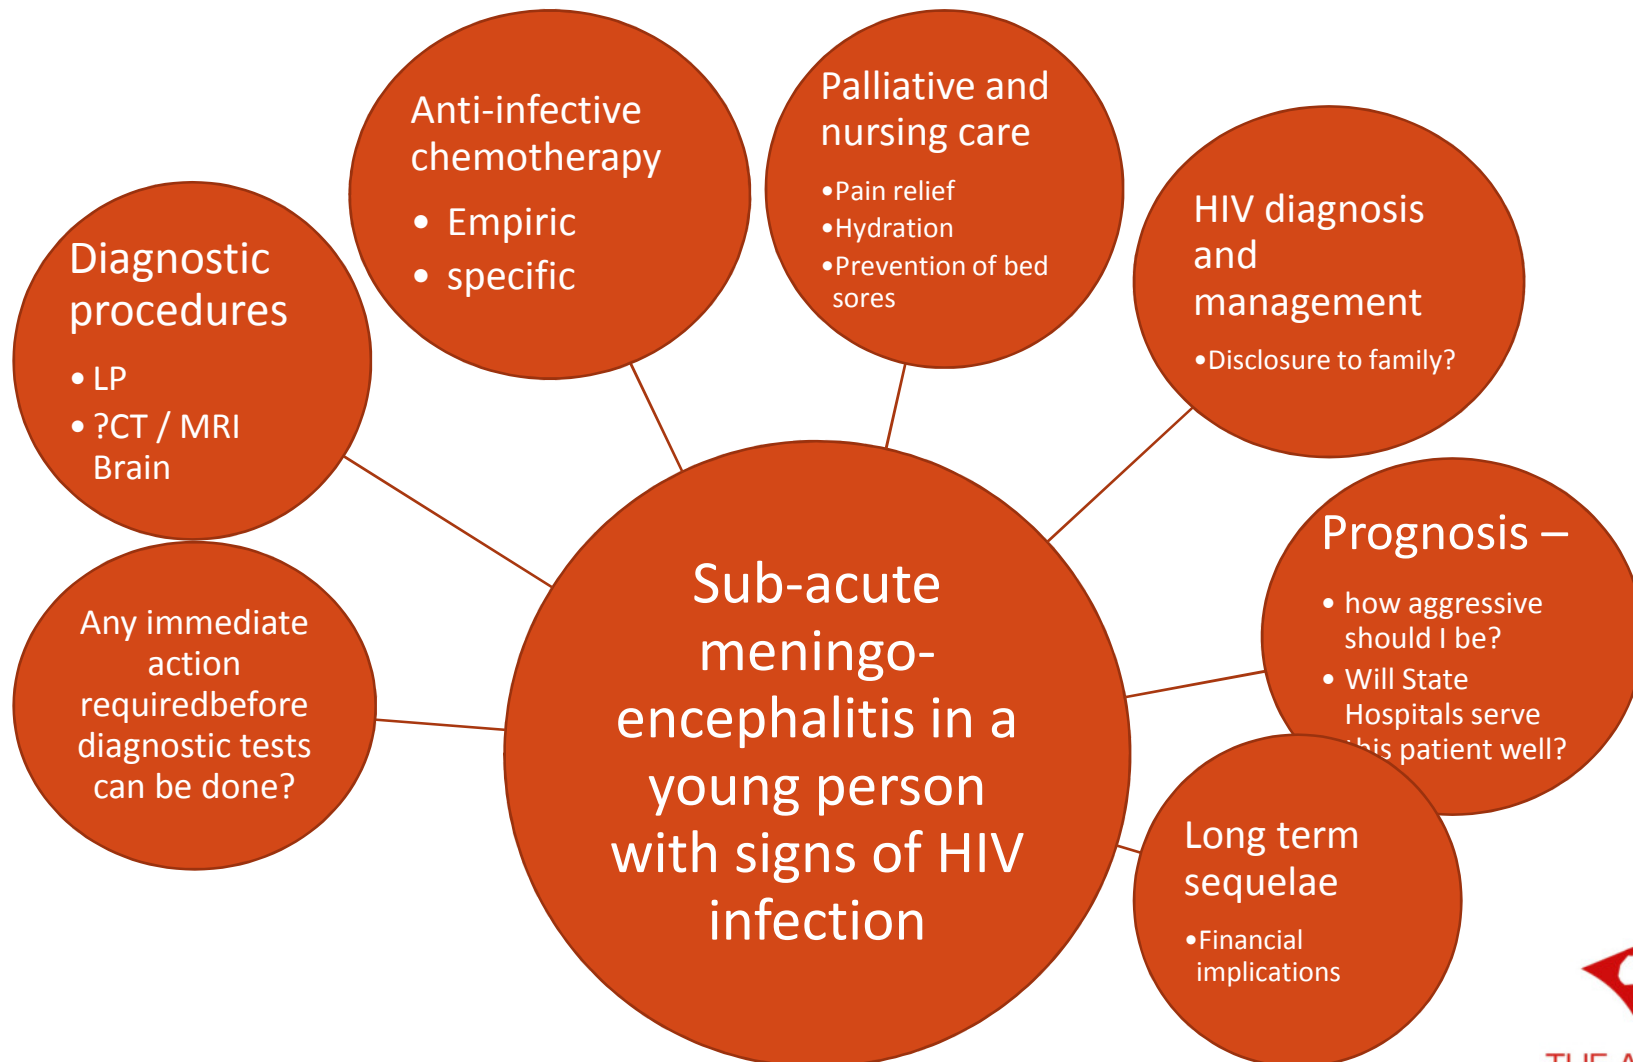 Anti-infective
chemotherapy
• Empiric
• specific
Palliative and
nursing care
•Pain relief
•Hydration
•Prevention of bed
sores
HIV diagnosis
and
management
•Disclosure to family?
Diagnostic
procedures
• LP
• ?CT / MRI
Brain
Prognosis –
• how aggressive
should I be?
• Will State
Hospitals serve
this patient well?
Any immediate
action
requiredbefore
diagnostic tests
can be done?
Sub-acute
meningo-
encephalitis in a
young person
with signs of HIV
infection
Long term
sequelae
•Financial
implications
THE A